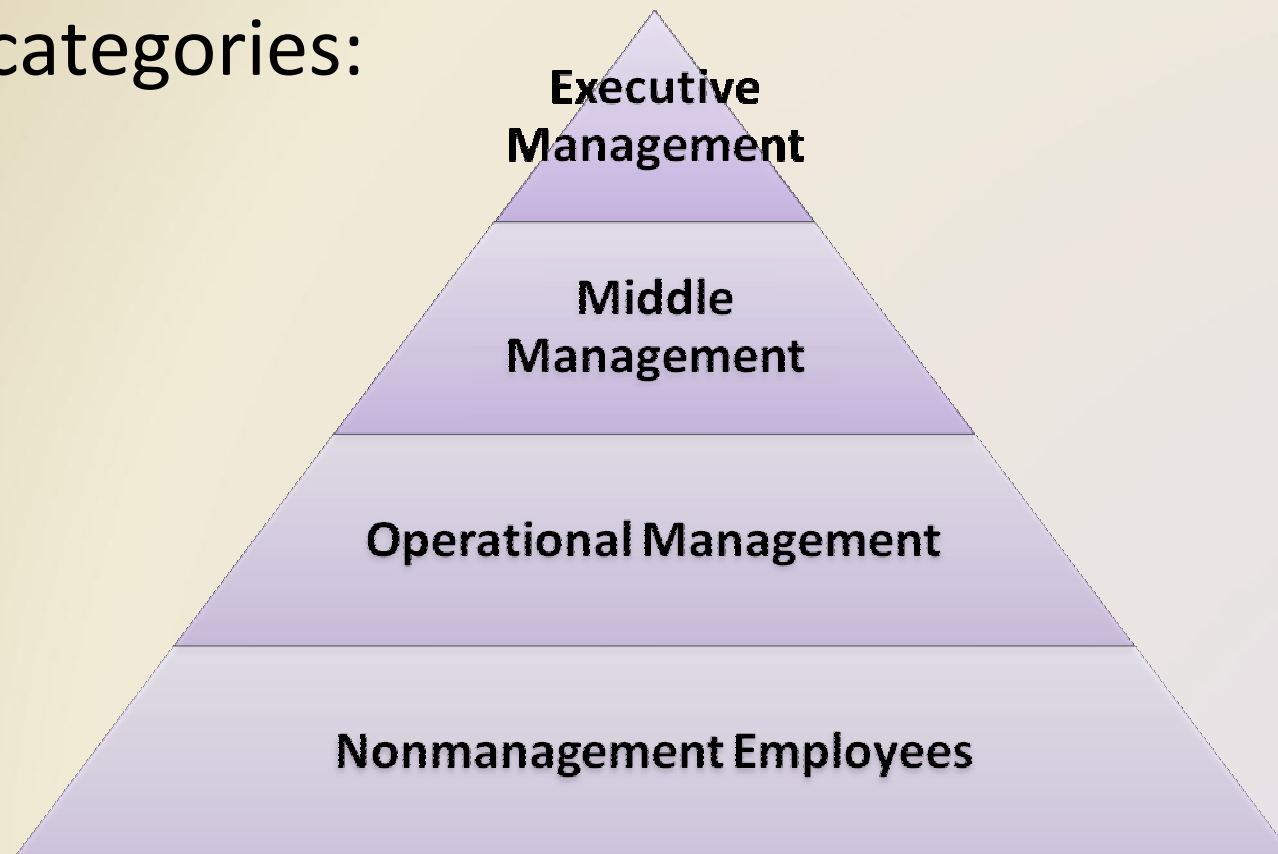 categories:
Executive
Management
Middle
Management
Operational Management
Nonmanagement Employees